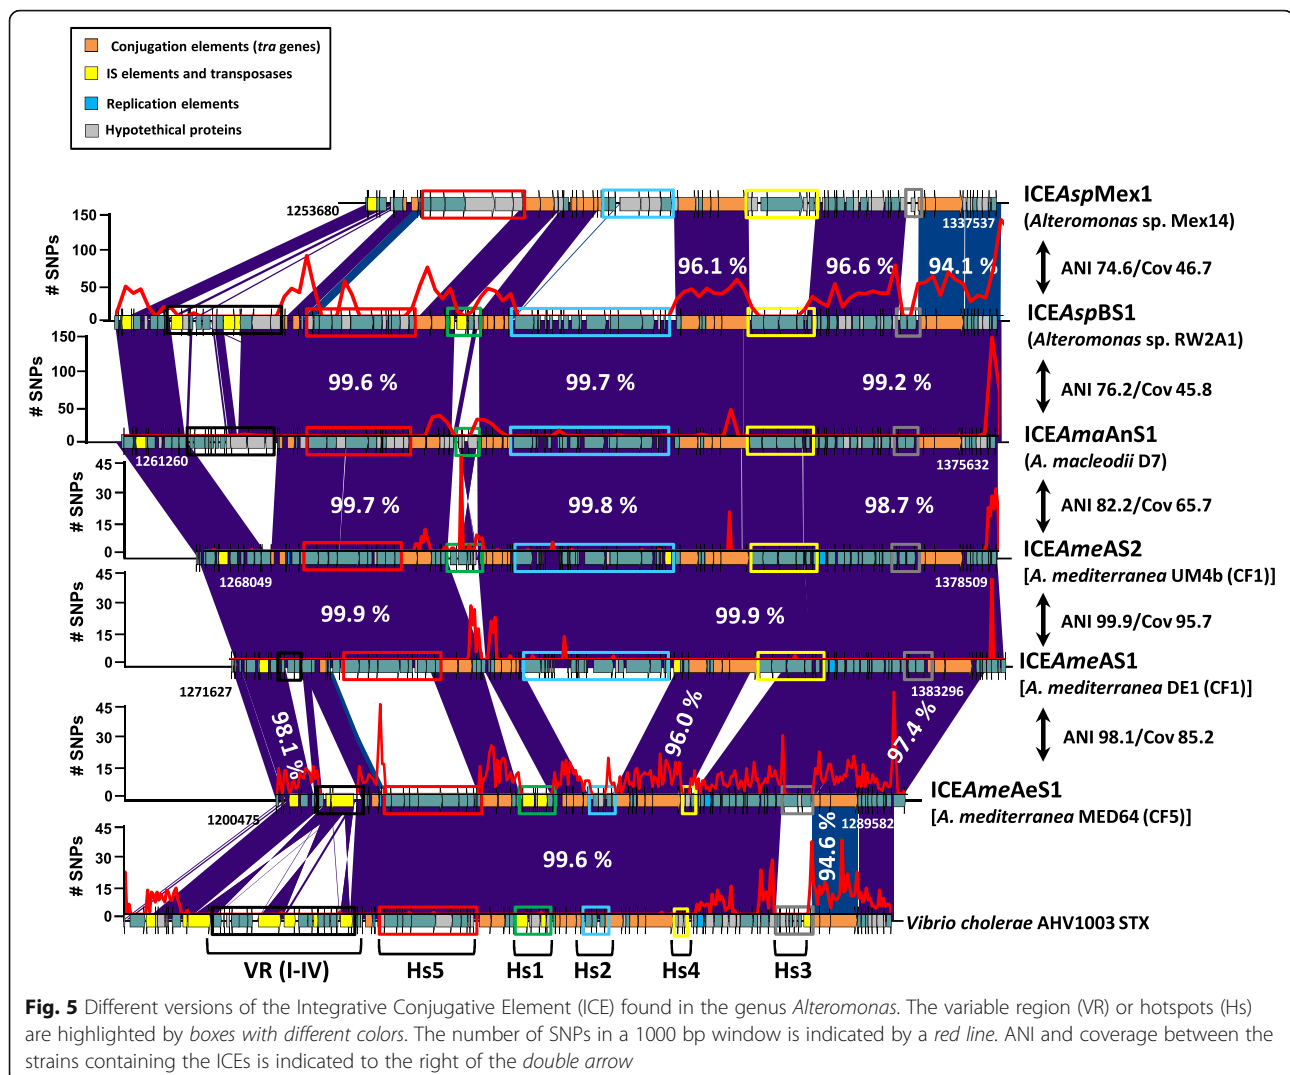 Conjugation elements (tra genes)
IS elements and transposases
Replication elements
Hypotethical proteins
1253680
1337537
ICEAspMex1
(Alteromonas sp. Mex14)
150
100
50
0
# SNPs
96.1 %
96.6 %
94.1%
ANI 74.6/Cov 46.7
ICEAspBS1
(Alteromonas sp. RW2A1)
150
100
50
0
# SNPs
99.6 %
99.7 %
99.2 %
ANI 76.2/Cov 45.8
ICEAmaAnS1
(A. macleodii D7)
1261260
1375632
45
30
15
0
# SNPs
99.7 %
99.8 %
98.7 %
ANI 82.2/Cov 65.7
ICEAmeAS2
[A. mediterranea UM4b (CF1)]
1268049
1378509
45
30
15
0
# SNPs
99.9 %
99.9 %
ANI 99.9/Cov 95.7
ICEAmeAS1
[A. mediterranea DE1 (CF1)]
1271627
1383296
45
30
15
0
# SNPs
98.1 %
96.0 %
97.4 %
ANI 98.1/Cov 85.2
ICEAmeAeS1
[A. mediterranea MED64 (CF5)]
1200475
1289582
45
30
15
0
# SNPs
99.6 %
94.6 %
Vibrio cholerae AHV1003 STX
VR (I-IV)
Hs5
Hs1
Hs2
Hs4
Hs3
Fig. 5 Different versions of the Integrative Conjugative Element (ICE) found in the genus Alteromonas. The variable region (VR) or hotspots (Hs)
are highlighted by boxes with different colors. The number of SNPs in a 1000 bp window is indicated by a red line. ANI and coverage between the
strains containing the ICEs is indicated to the right of the double arrow